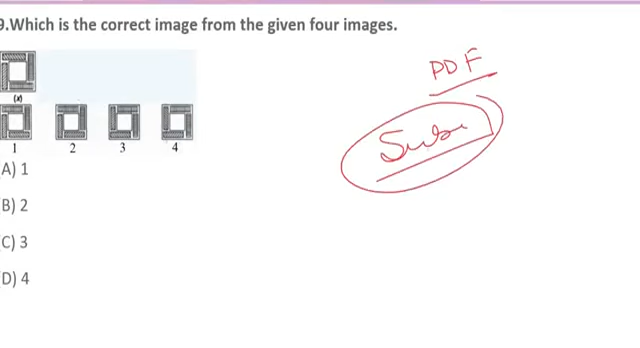 9.Which is the correct image from the given four images.
PDF
(x)
Subs
1 2 3 4
(A) 1
(B) 2
(C) 3
(D) 4